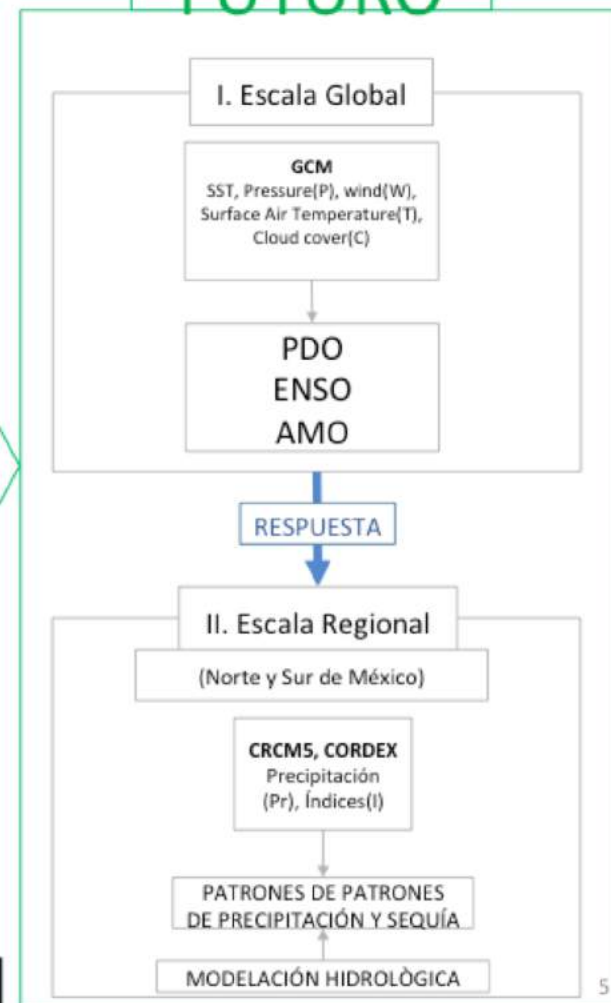 FUTURO
I. Escala Global
GCM
SST, Pressure(P), wind(W),
Surface Air Temperature(T),
Cloud cover(C)
PDO
ENSO
AMO
RESPUESTA
II. Escala Regional
(Norte y Sur de México)
CRCM5, CORDEX
Precipitación
(Pr), Índices(I)
PATRONES DE PATRONES
DE PRECIPITACIÓN Y SEQUÍA
MODELACIÓN HIDROLÒGICA
5